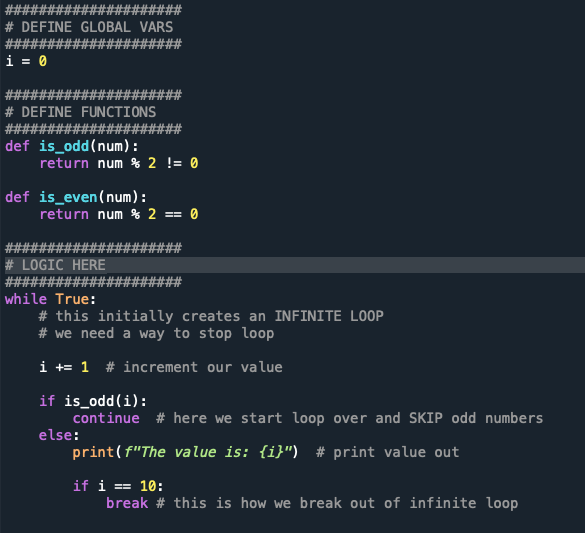 #####################
# DEFINE GLOBAL VARS
#####################
i = 0

#####################
# DEFINE FUNCTIONS
#####################
def is_odd(num):
    return num % 2 != 0

def is_even(num):
    return num % 2 == 0

#####################
# LOGIC HERE
#####################
while True:
    # this initially creates an INFINITE LOOP
    # we need a way to stop loop

    i += 1  # increment our value

    if is_odd(i):
        continue  # here we start loop over and SKIP odd numbers
    else:
        print(f"The value is: {i}")  # print value out

        if i == 10:
            break # this is how we break out of infinite loop